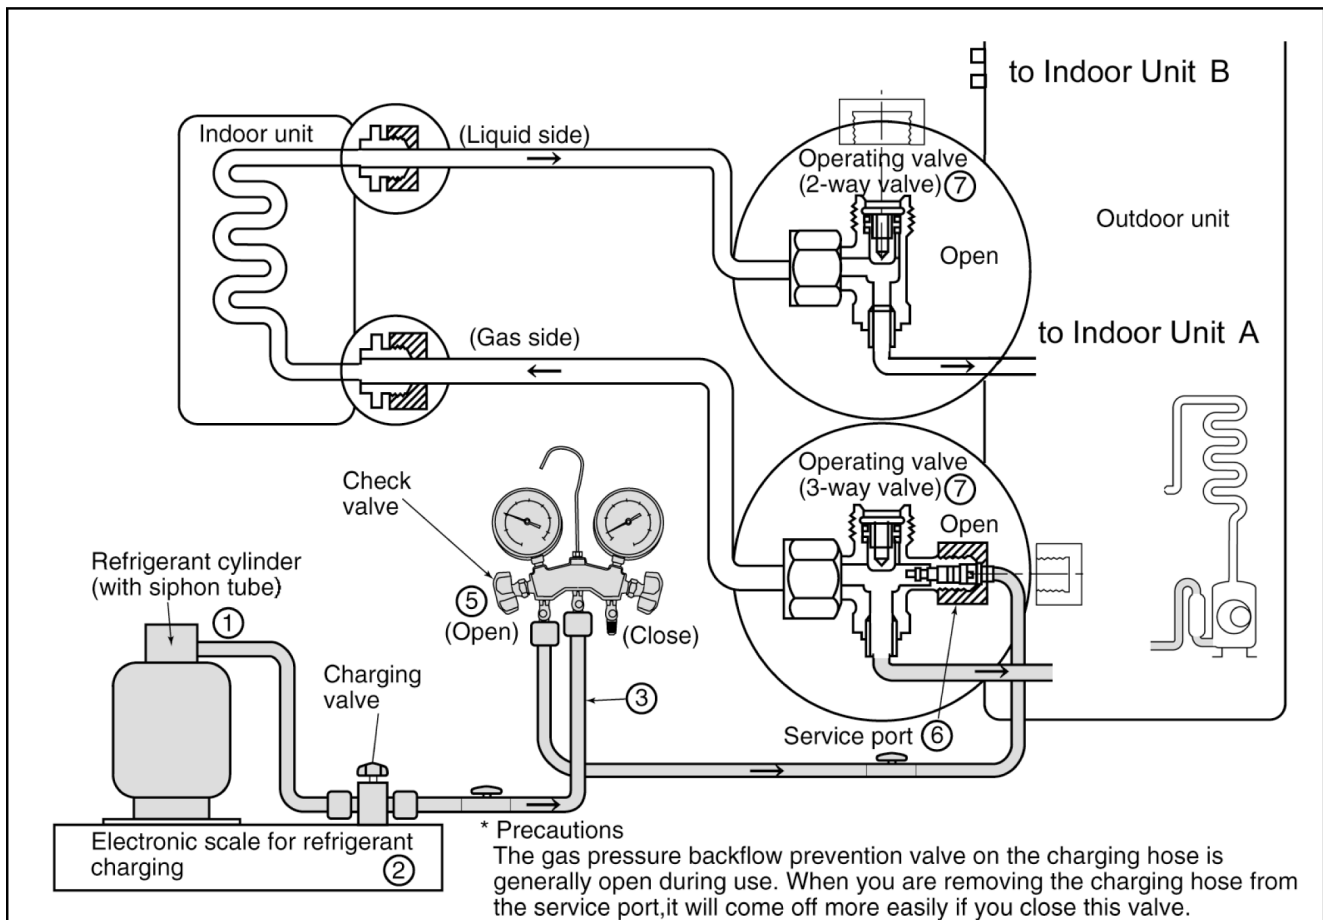 to Indoor Unit B
Indoor unit
(Liquid side)
Operating valve
(2-way valve) 7
Outdoor unit
Open
to Indoor Unit A
(Gas side)
Operating valve
(3-way valve) 7
Open
Check
valve
Refrigerant cylinder
(with siphon tube)
5
(Open)
(Close)
1
Charging
valve
3
Service port 6
Electronic scale for refrigerant
charging 2
* Precautions
The gas pressure backflow prevention valve on the charging hose is
generally open during use. When you are removing the charging hose from
the service port,it will come off more easily if you close this valve.